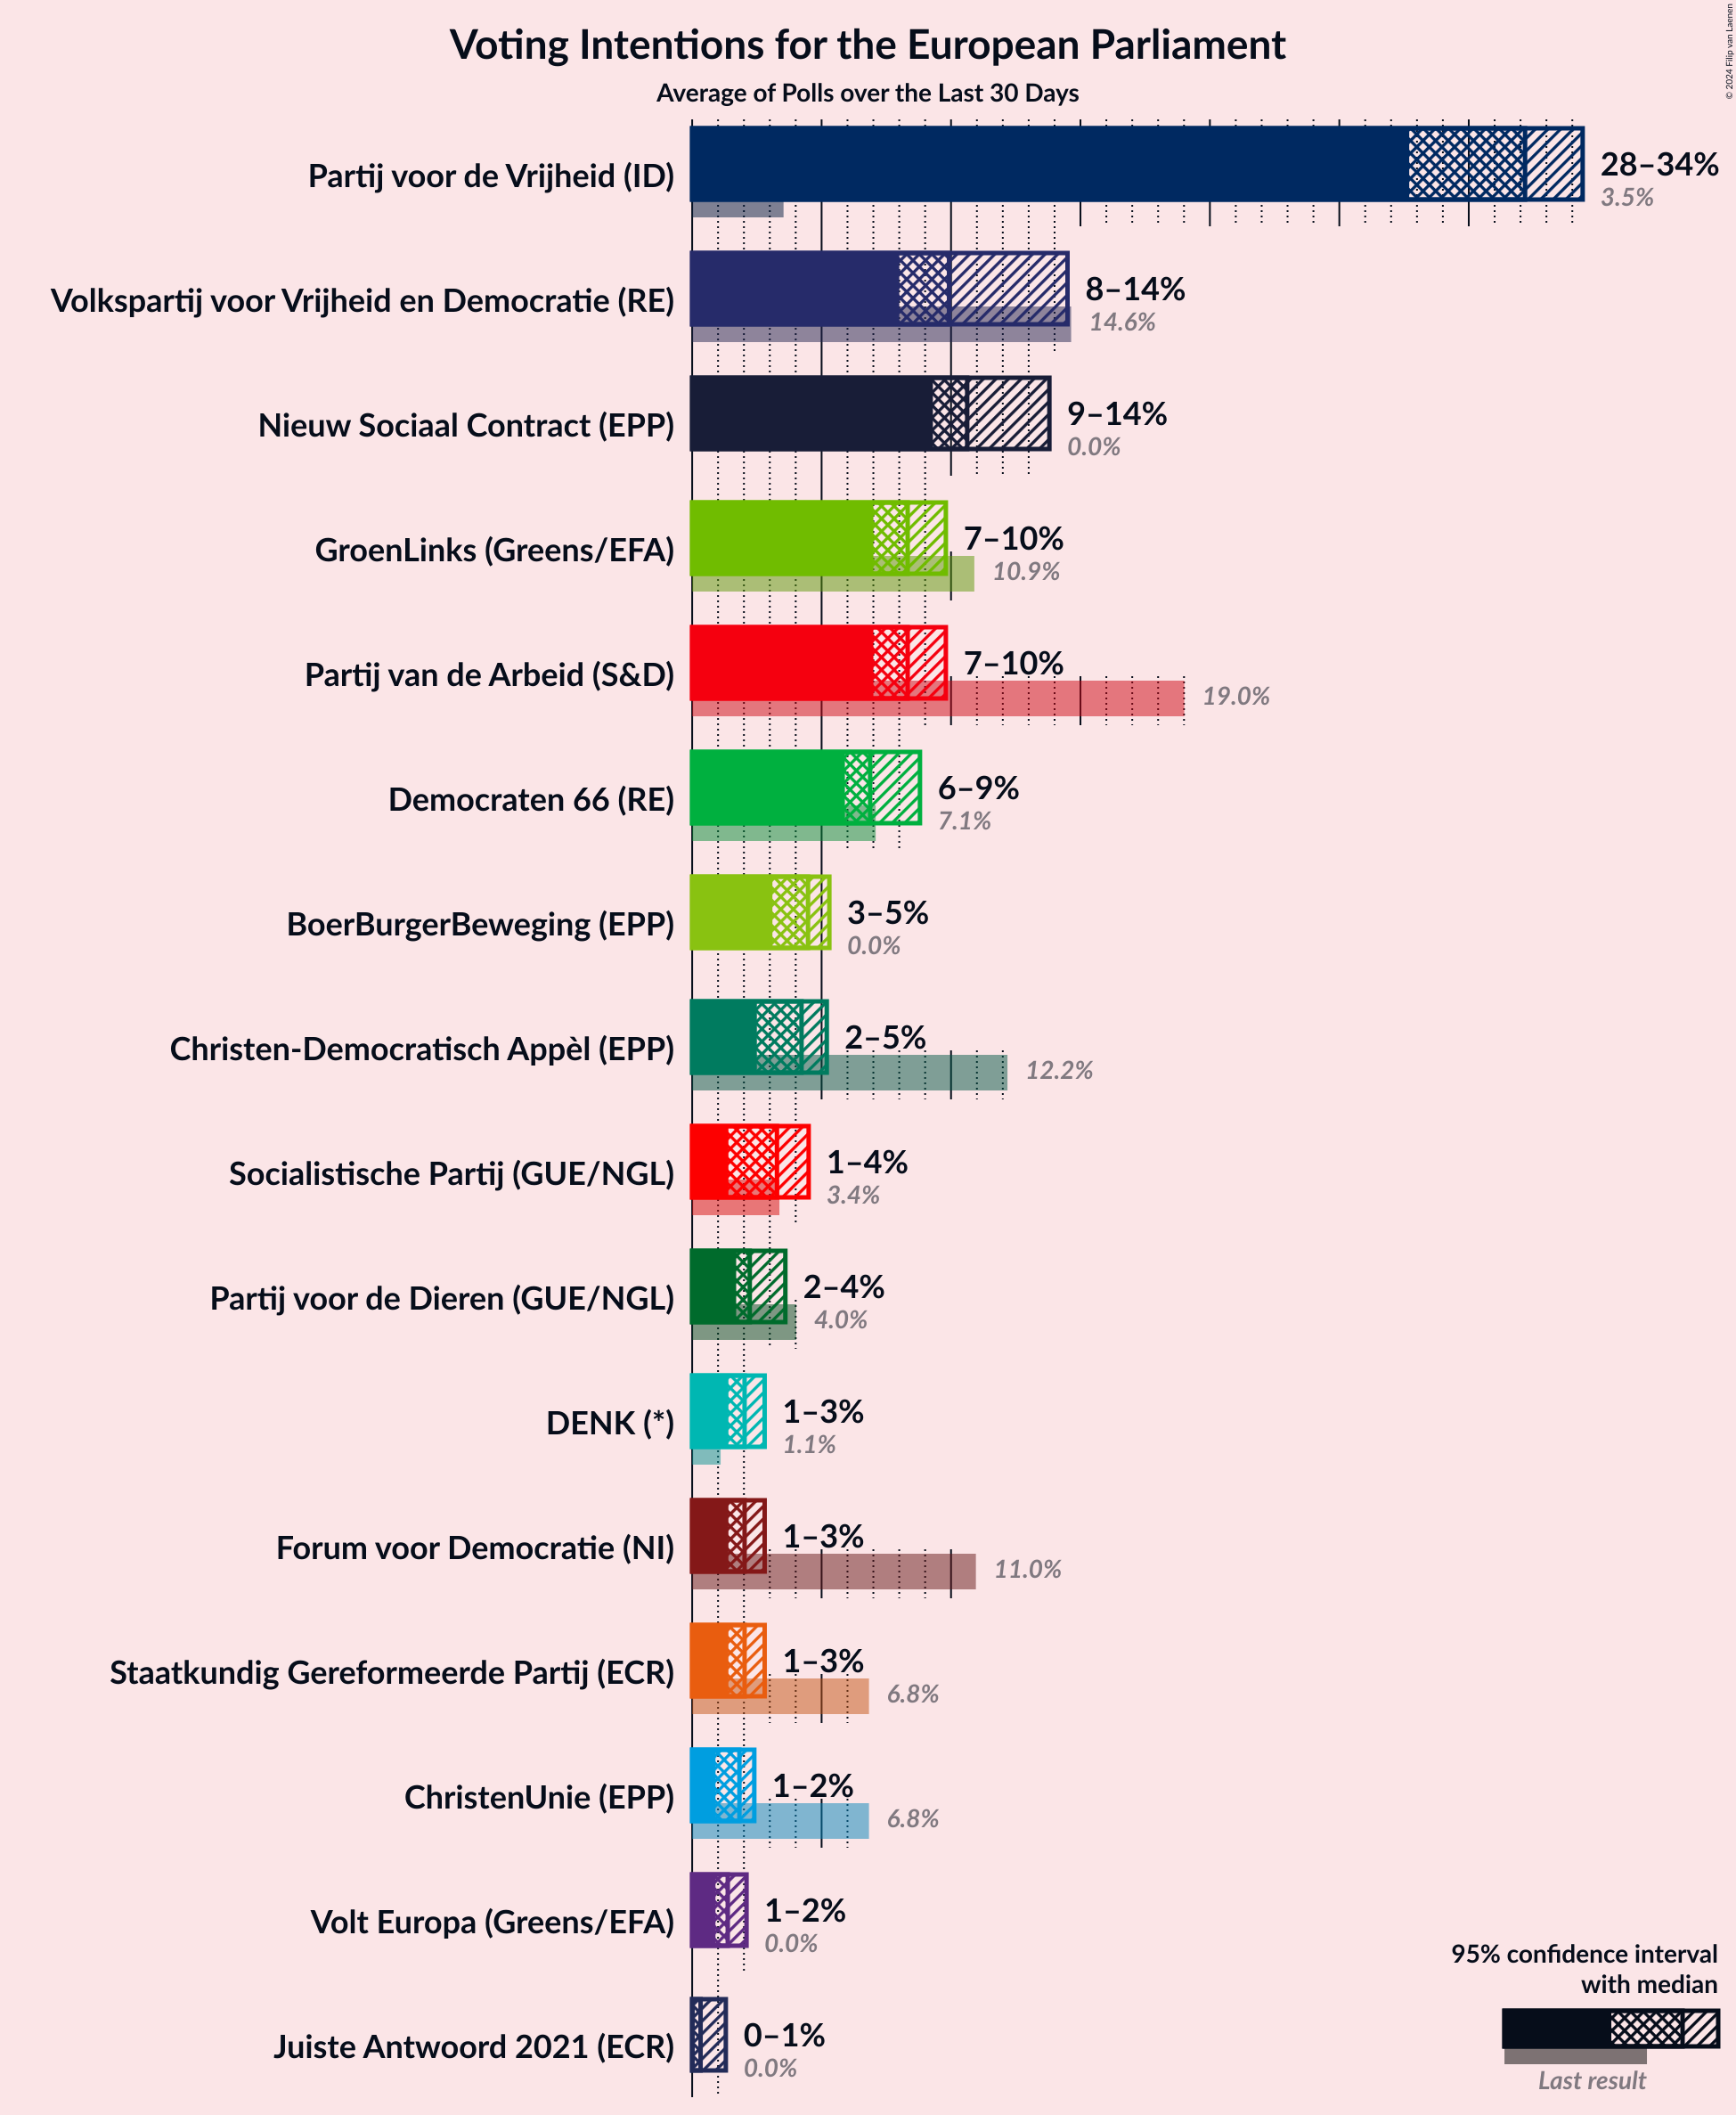 Voting Intentions for the European Parliament
Average of Polls over the Last 30 Days
© 2024 Filip van Laenen
Partij voor de Vrijheid (ID)
28–34%
3.5%
Volkspartij voor Vrijheid en Democratie (RE)
8–14%
14.6%
Nieuw Sociaal Contract (EPP)
9–14%
0.0%
GroenLinks (Greens/EFA)
7–10%
10.9%
Partij van de Arbeid (S&D)
7–10%
19.0%
Democraten 66 (RE)
6–9%
7.1%
BoerBurgerBeweging (EPP)
3–5%
0.0%
Christen-Democratisch Appèl (EPP)
2–5%
12.2%
Socialistische Partij (GUE/NGL)
1–4%
3.4%
Partij voor de Dieren (GUE/NGL)
2–4%
4.0%
DENK (*)
1–3%
1.1%
Forum voor Democratie (NI)
1–3%
11.0%
Staatkundig Gereformeerde Partij (ECR)
1–3%
6.8%
ChristenUnie (EPP)
1–2%
6.8%
Volt Europa (Greens/EFA)
1–2%
0.0%
Juiste Antwoord 2021 (ECR)
0–1%
0.0%
95% confidence interval
with median
Last result